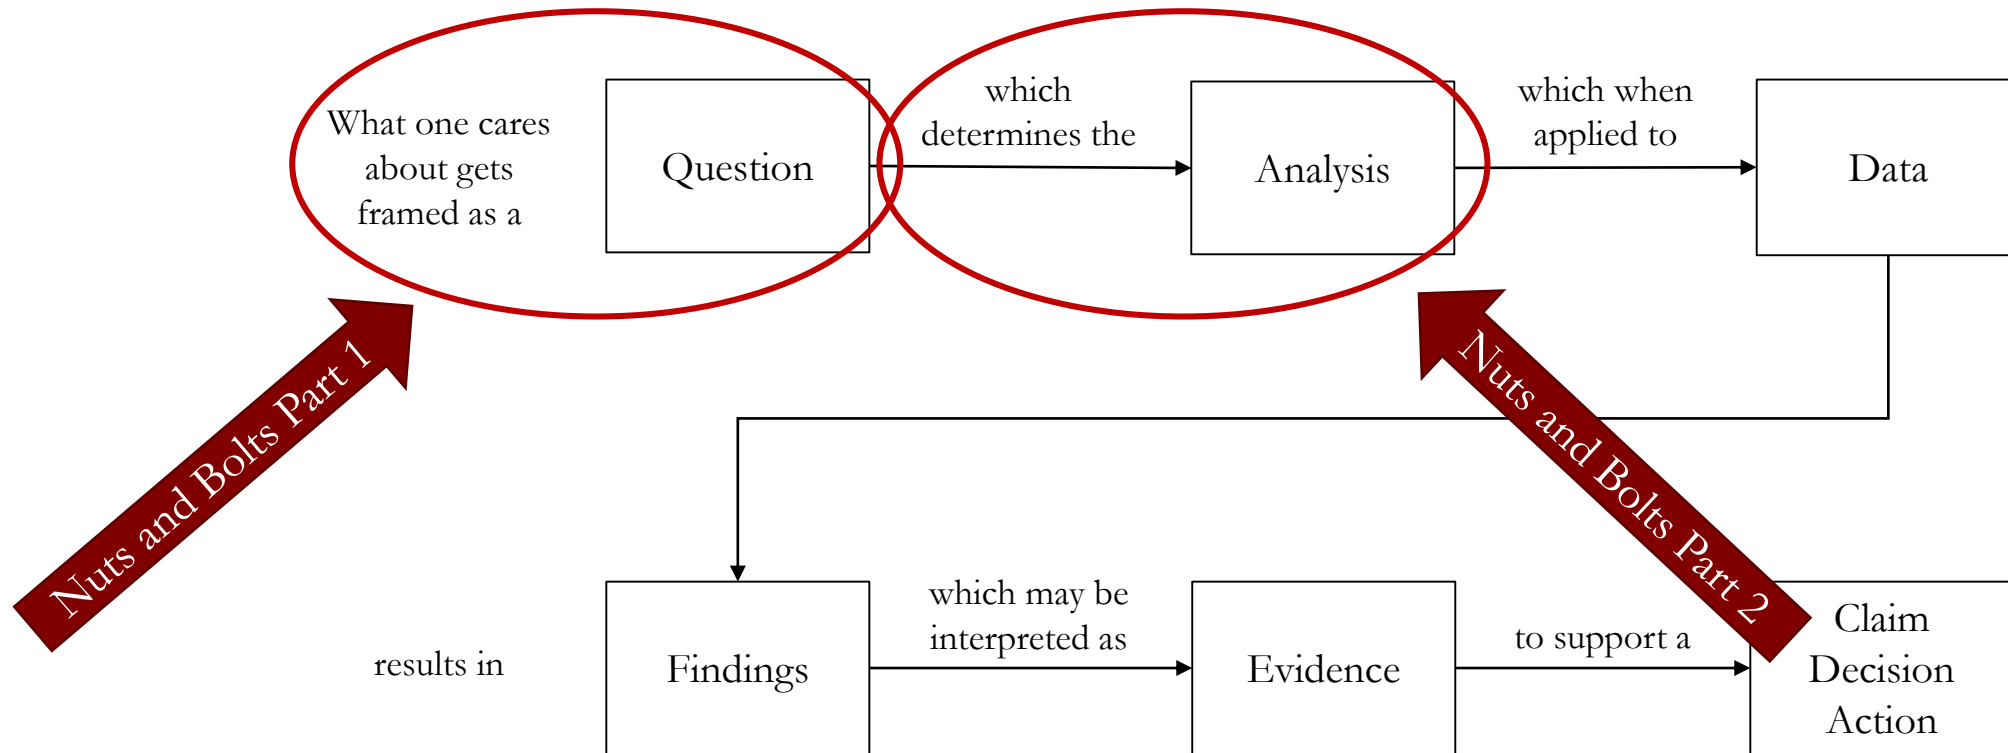 What one cares
about gets
framed as a
Question
which
determines the
Analysis
which when
applied to
Data
Nuts and Bolts Part 1
Nuts and Bolts Part 2
results in
Findings
which may be
interpreted as
Evidence
to support a
Claim
Decision
Action